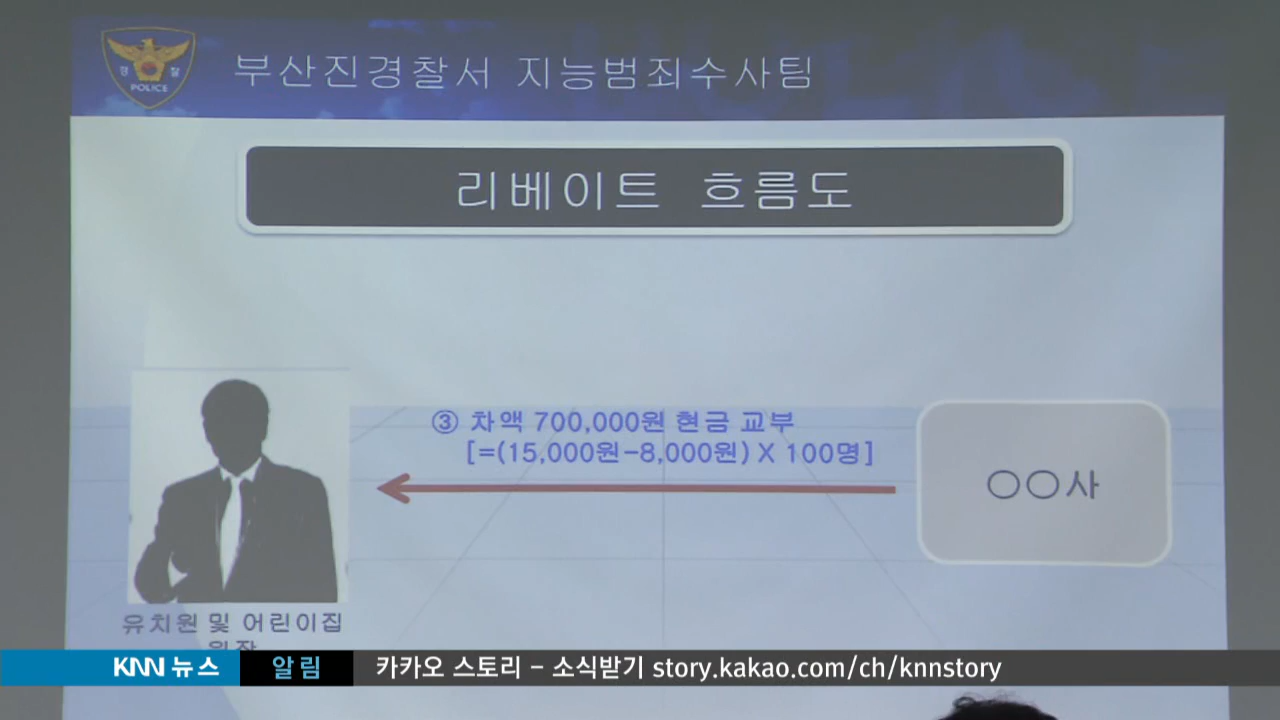 경찰
POLICE
부산진경찰서 지능범죄수사팀
리베이트 흐름도
③ 차액 700,000원 현금 교부
[=(15,000원-8,000원) X 100명]
○○사
유치원 및 어린이집
원장
KNN 뉴스 알림 카카오 스토리 - 소식받기 story.kakao.com/ch/knnstory